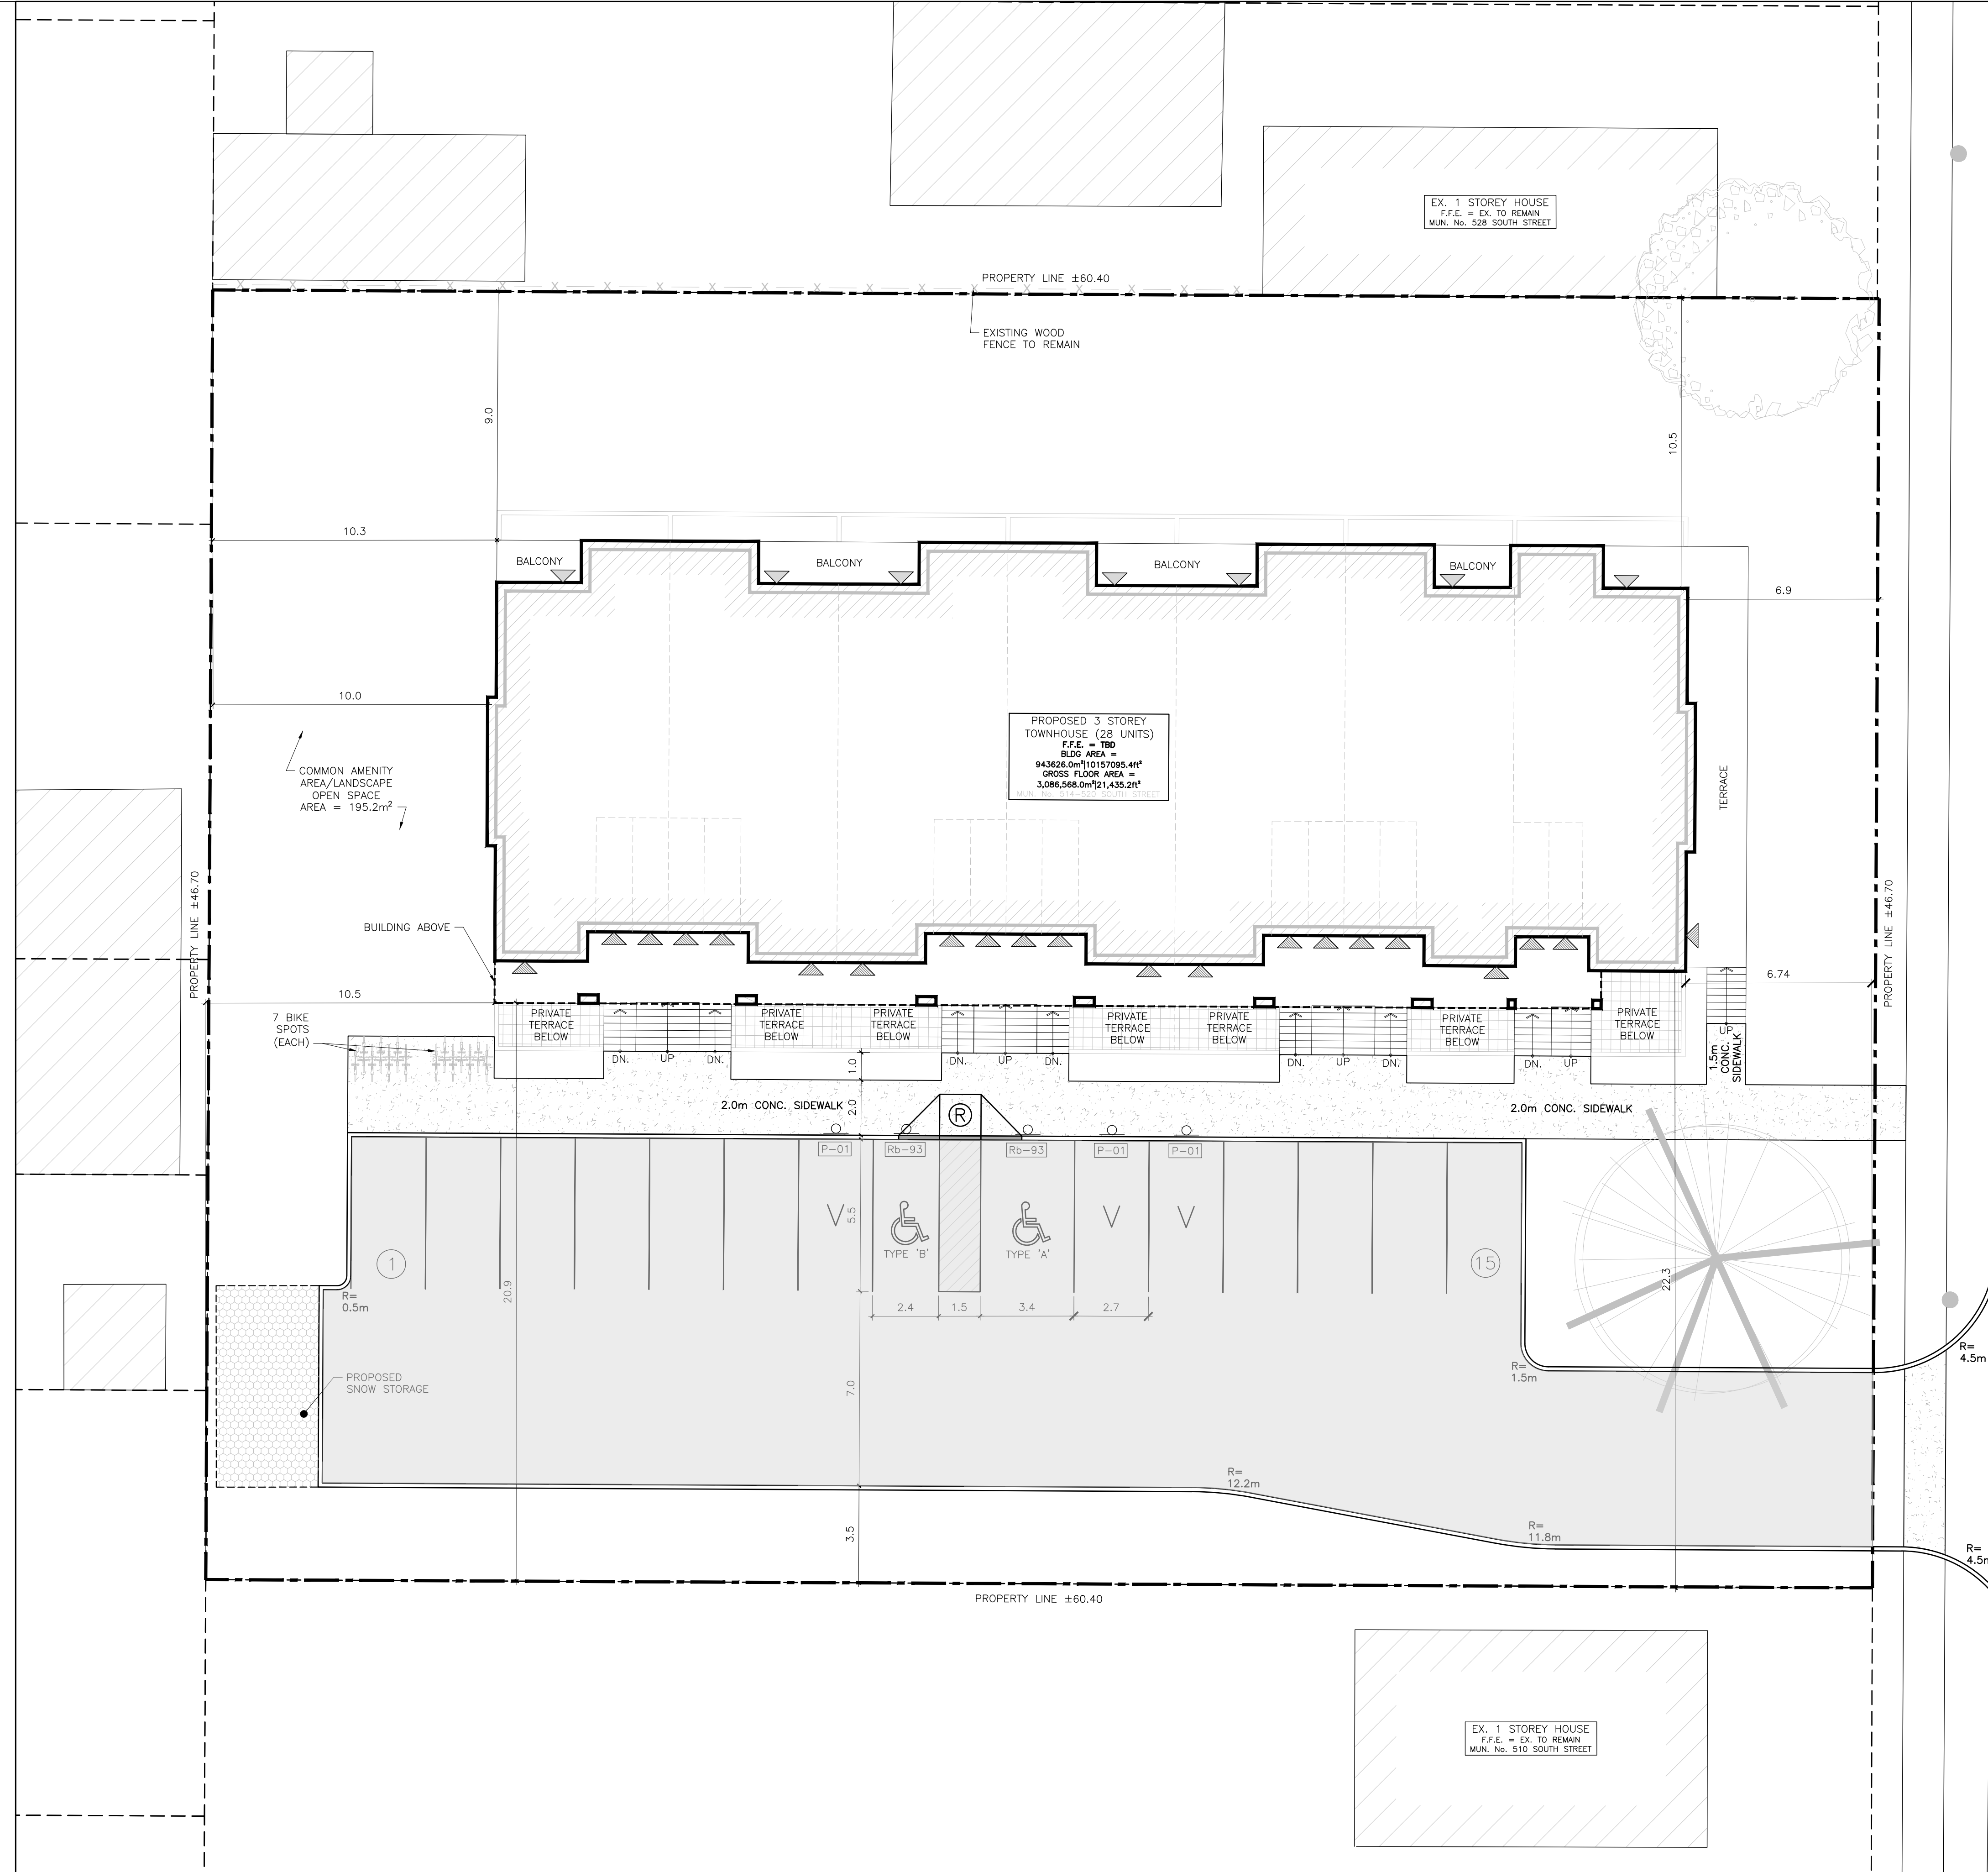 EX. 1 STOREY HOUSE
F.F.E. = EX. TO REMAIN
MUN. No. 528 SOUTH STREET
PROPERTY LINE ±60.40
EXISTING WOOD
FENCE TO REMAIN
9.0
10.5
10.3
BALCONY
BALCONY
BALCONY
BALCONY
6.9
10.0
PROPOSED 3 STOREY
TOWNHOUSE (28 UNITS)
F.F.E. = TBD
BLDG AREA =
943626.0m²|10157095.4ft²
GROSS FLOOR AREA =
3,086,568.0m²|21,435.2ft²
MUN. No. 514-520 SOUTH STREET
COMMON AMENITY
AREA/LANDSCAPE
OPEN SPACE
AREA = 195.2m²
TERRACE
PROPERTY LINE ±46.70
PROPERTY LINE ±46.70
BUILDING ABOVE
10.5
6.74
7 BIKE
SPOTS
(EACH)
PRIVATE
TERRACE
BELOW
PRIVATE
TERRACE
BELOW
PRIVATE
TERRACE
BELOW
PRIVATE
TERRACE
BELOW
PRIVATE
TERRACE
BELOW
PRIVATE
TERRACE
BELOW
PRIVATE
TERRACE
BELOW
DN.
UP
DN.
DN.
UP
DN.
DN.
UP
DN.
DN.
UP
UP
1.5m
CONC.
SIDEWALK
1.0
2.0m CONC. SIDEWALK
2.0
R
2.0m CONC. SIDEWALK
P-01
Rb-93
Rb-93
P-01
P-01
V
5.5
V
V
TYPE 'B'
TYPE 'A'
1
15
R=
0.5m
20.9
22.3
2.4
1.5
3.4
2.7
R=
4.5m
R=
1.5m
PROPOSED
SNOW STORAGE
7.0
R=
12.2m
R=
11.8m
3.5
R=
4.5m
PROPERTY LINE ±60.40
EX. 1 STOREY HOUSE
F.F.E. = EX. TO REMAIN
MUN. No. 510 SOUTH STREET